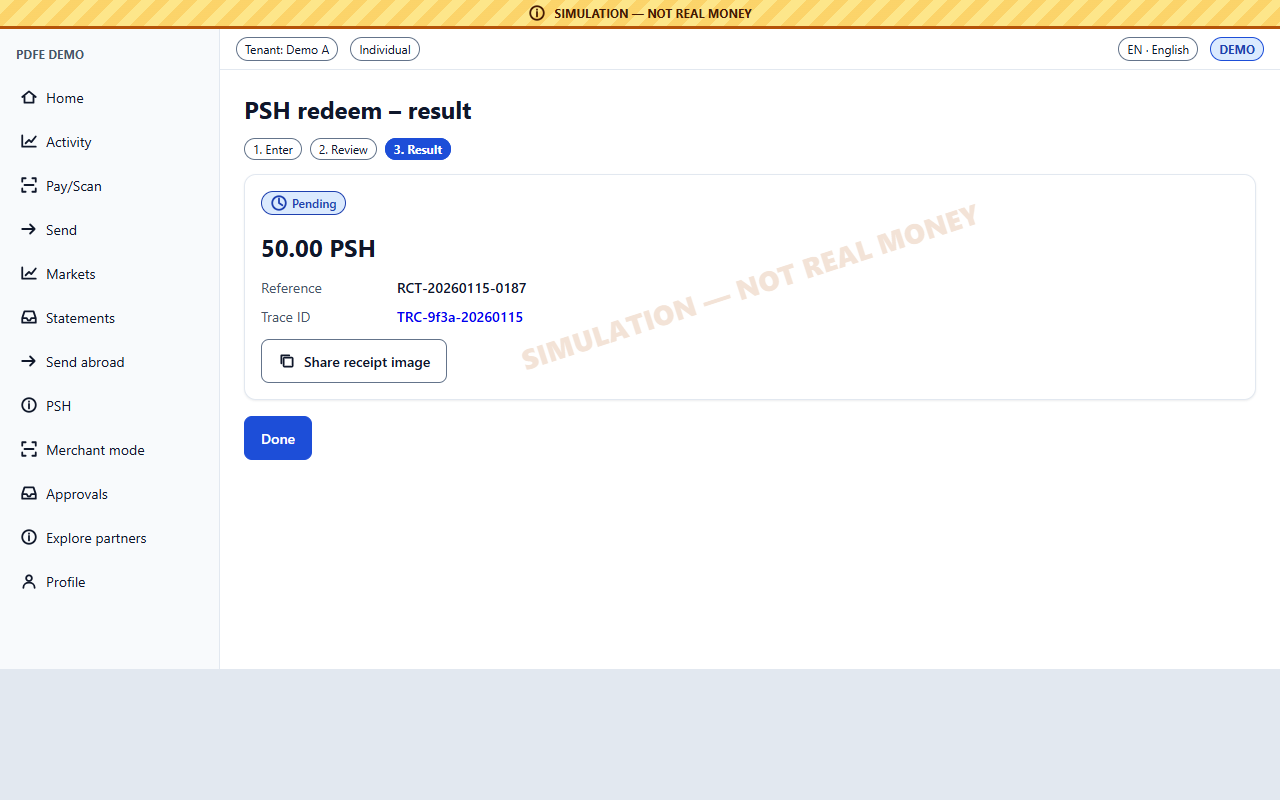 SIMULATION — NOT REAL MONEY
PDFE DEMO
Home
Activity
Pay/Scan
Send
Markets
Statements
Send abroad
PSH
Merchant mode
Approvals
Explore partners
Profile
Tenant: Demo A
Individual
EN · English
DEMO
PSH redeem – result
1. Enter
2. Review
3. Result
Pending
50.00 PSH
Reference RCT-20260115-0187
Trace ID TRC-9f3a-20260115
Share receipt image
SIMULATION — NOT REAL MONEY
Done